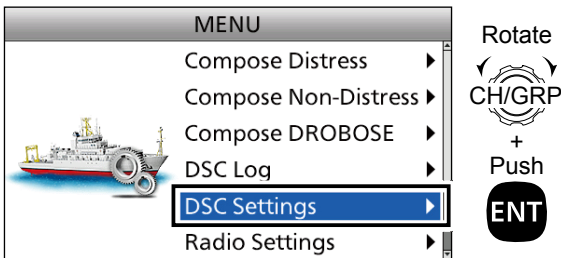 MENU
Compose Distress
Compose Non-Distress
Compose DROBOSE
DSC Log
DSC Settings
Radio Settings
Rotate
CH/GRP
+
Push
ENT